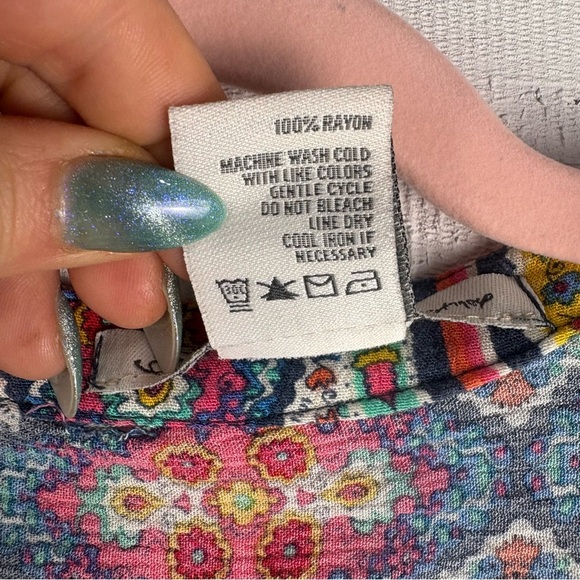 100% RAYON
MACHINE WASH COLD
WITH LIKE COLORS
GENTLE CYCLE
DO NOT BLEACH
LINE DRY
COOL IRON IF
NECESSARY
30C